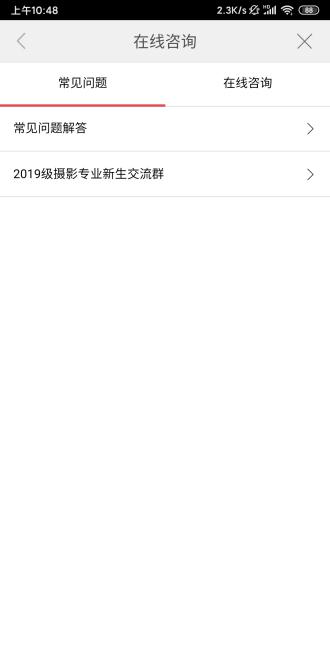 上午10:48
2.3K/s
HD
88
在线咨询
常见问题
在线咨询
常见问题解答
2019级摄影专业新生交流群